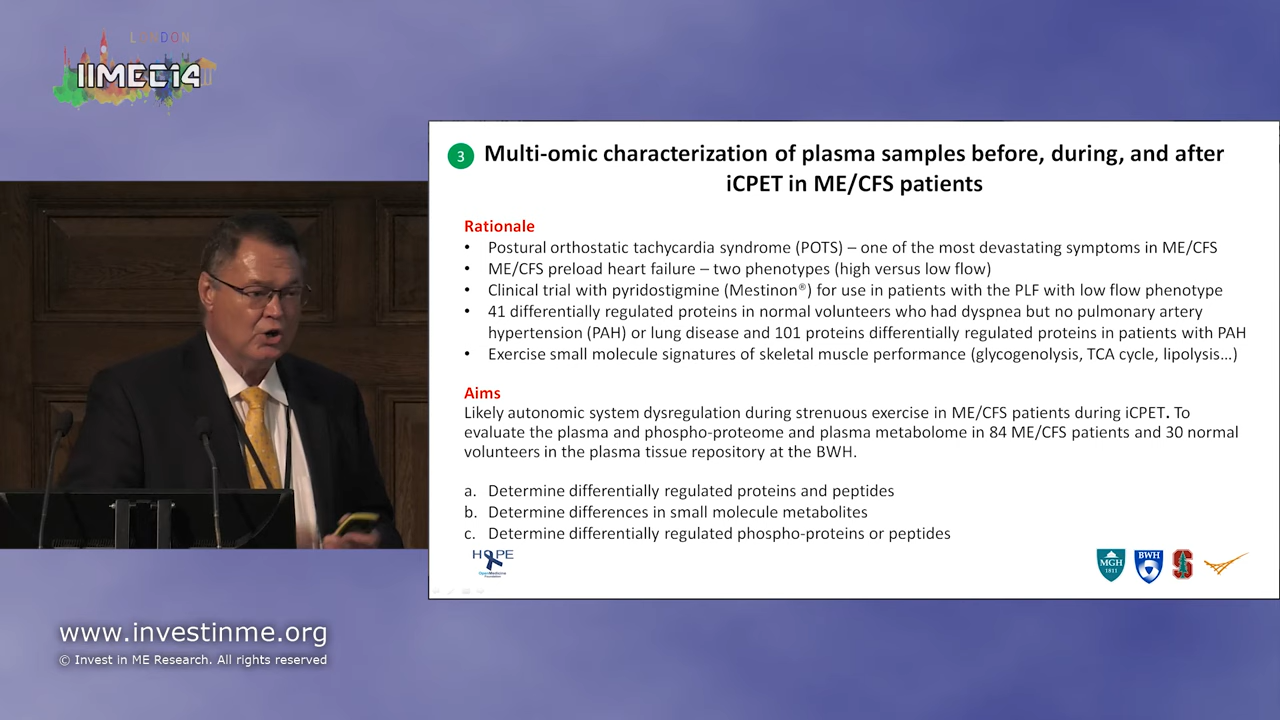 LONDON
IIMEC14
3 Multi-omic characterization of plasma samples before, during, and after
iCPET in ME/CFS patients
Rationale
• Postural orthostatic tachycardia syndrome (POTS) – one of the most devastating symptoms in ME/CFS
• ME/CFS preload heart failure – two phenotypes (high versus low flow)
• Clinical trial with pyridostigmine (Mestinon®) for use in patients with the PLF with low flow phenotype
• 41 differentially regulated proteins in normal volunteers who had dyspnea but no pulmonary artery
hypertension (PAH) or lung disease and 101 proteins differentially regulated proteins in patients with PAH
• Exercise small molecule signatures of skeletal muscle performance (glycogenolysis, TCA cycle, lipolysis…)
Aims
Likely autonomic system dysregulation during strenuous exercise in ME/CFS patients during iCPET. To
evaluate the plasma and phospho-proteome and plasma metabolome in 84 ME/CFS patients and 30 normal
volunteers in the plasma tissue repository at the BWH.
a. Determine differentially regulated proteins and peptides
b. Determine differences in small molecule metabolites
c. Determine differentially regulated phospho-proteins or peptides
HOPE
OpenMedicine
Foundation
MGH
1811
BWH
S
www.investinme.org
© Invest in ME Research. All rights reserved